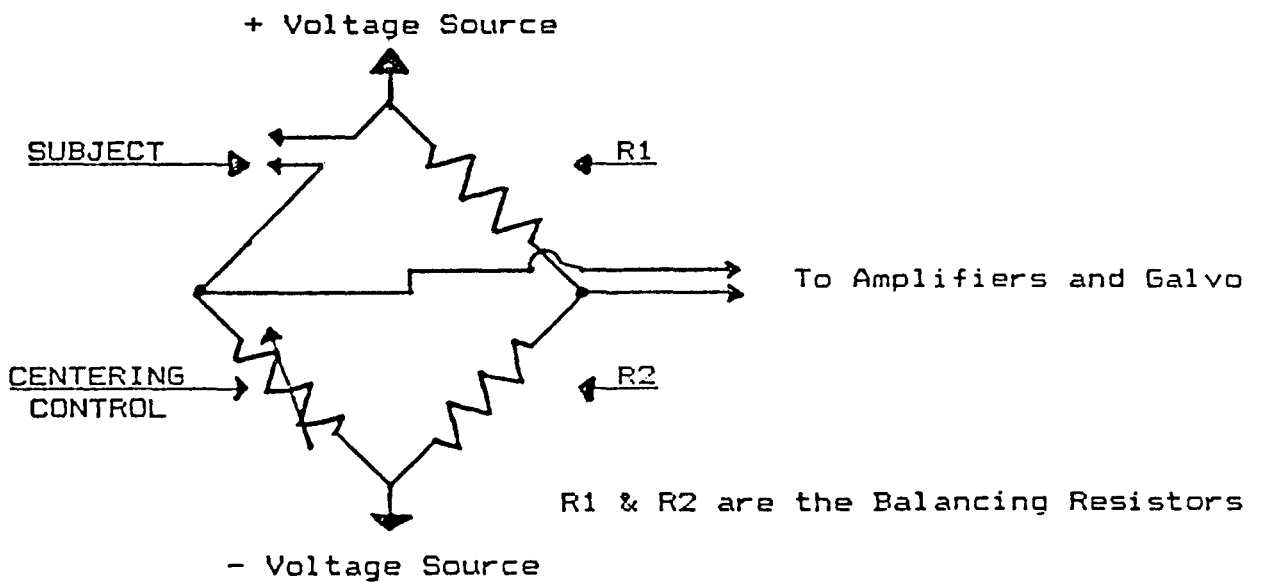 + Voltage Source
SUBJECT
R1
To Amplifiers and Galvo
CENTERING
CONTROL
R2
R1 & R2 are the Balancing Resistors
- Voltage Source